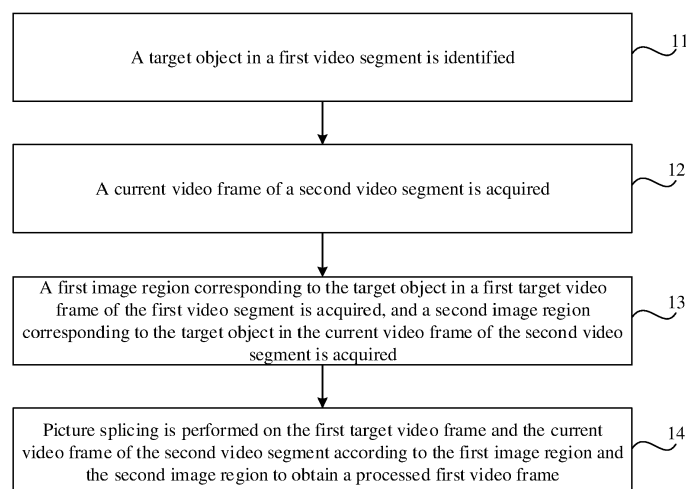 A target object in a first video segment is identified
11
A current video frame of a second video segment is acquired
12
A first image region corresponding to the target object in a first target video
frame of the first video segment is acquired, and a second image region
corresponding to the target object in the current video frame of the second video
segment is acquired
13
Picture splicing is performed on the first target video frame and the current
video frame of the second video segment according to the first image region and
the second image region to obtain a processed first video frame
14